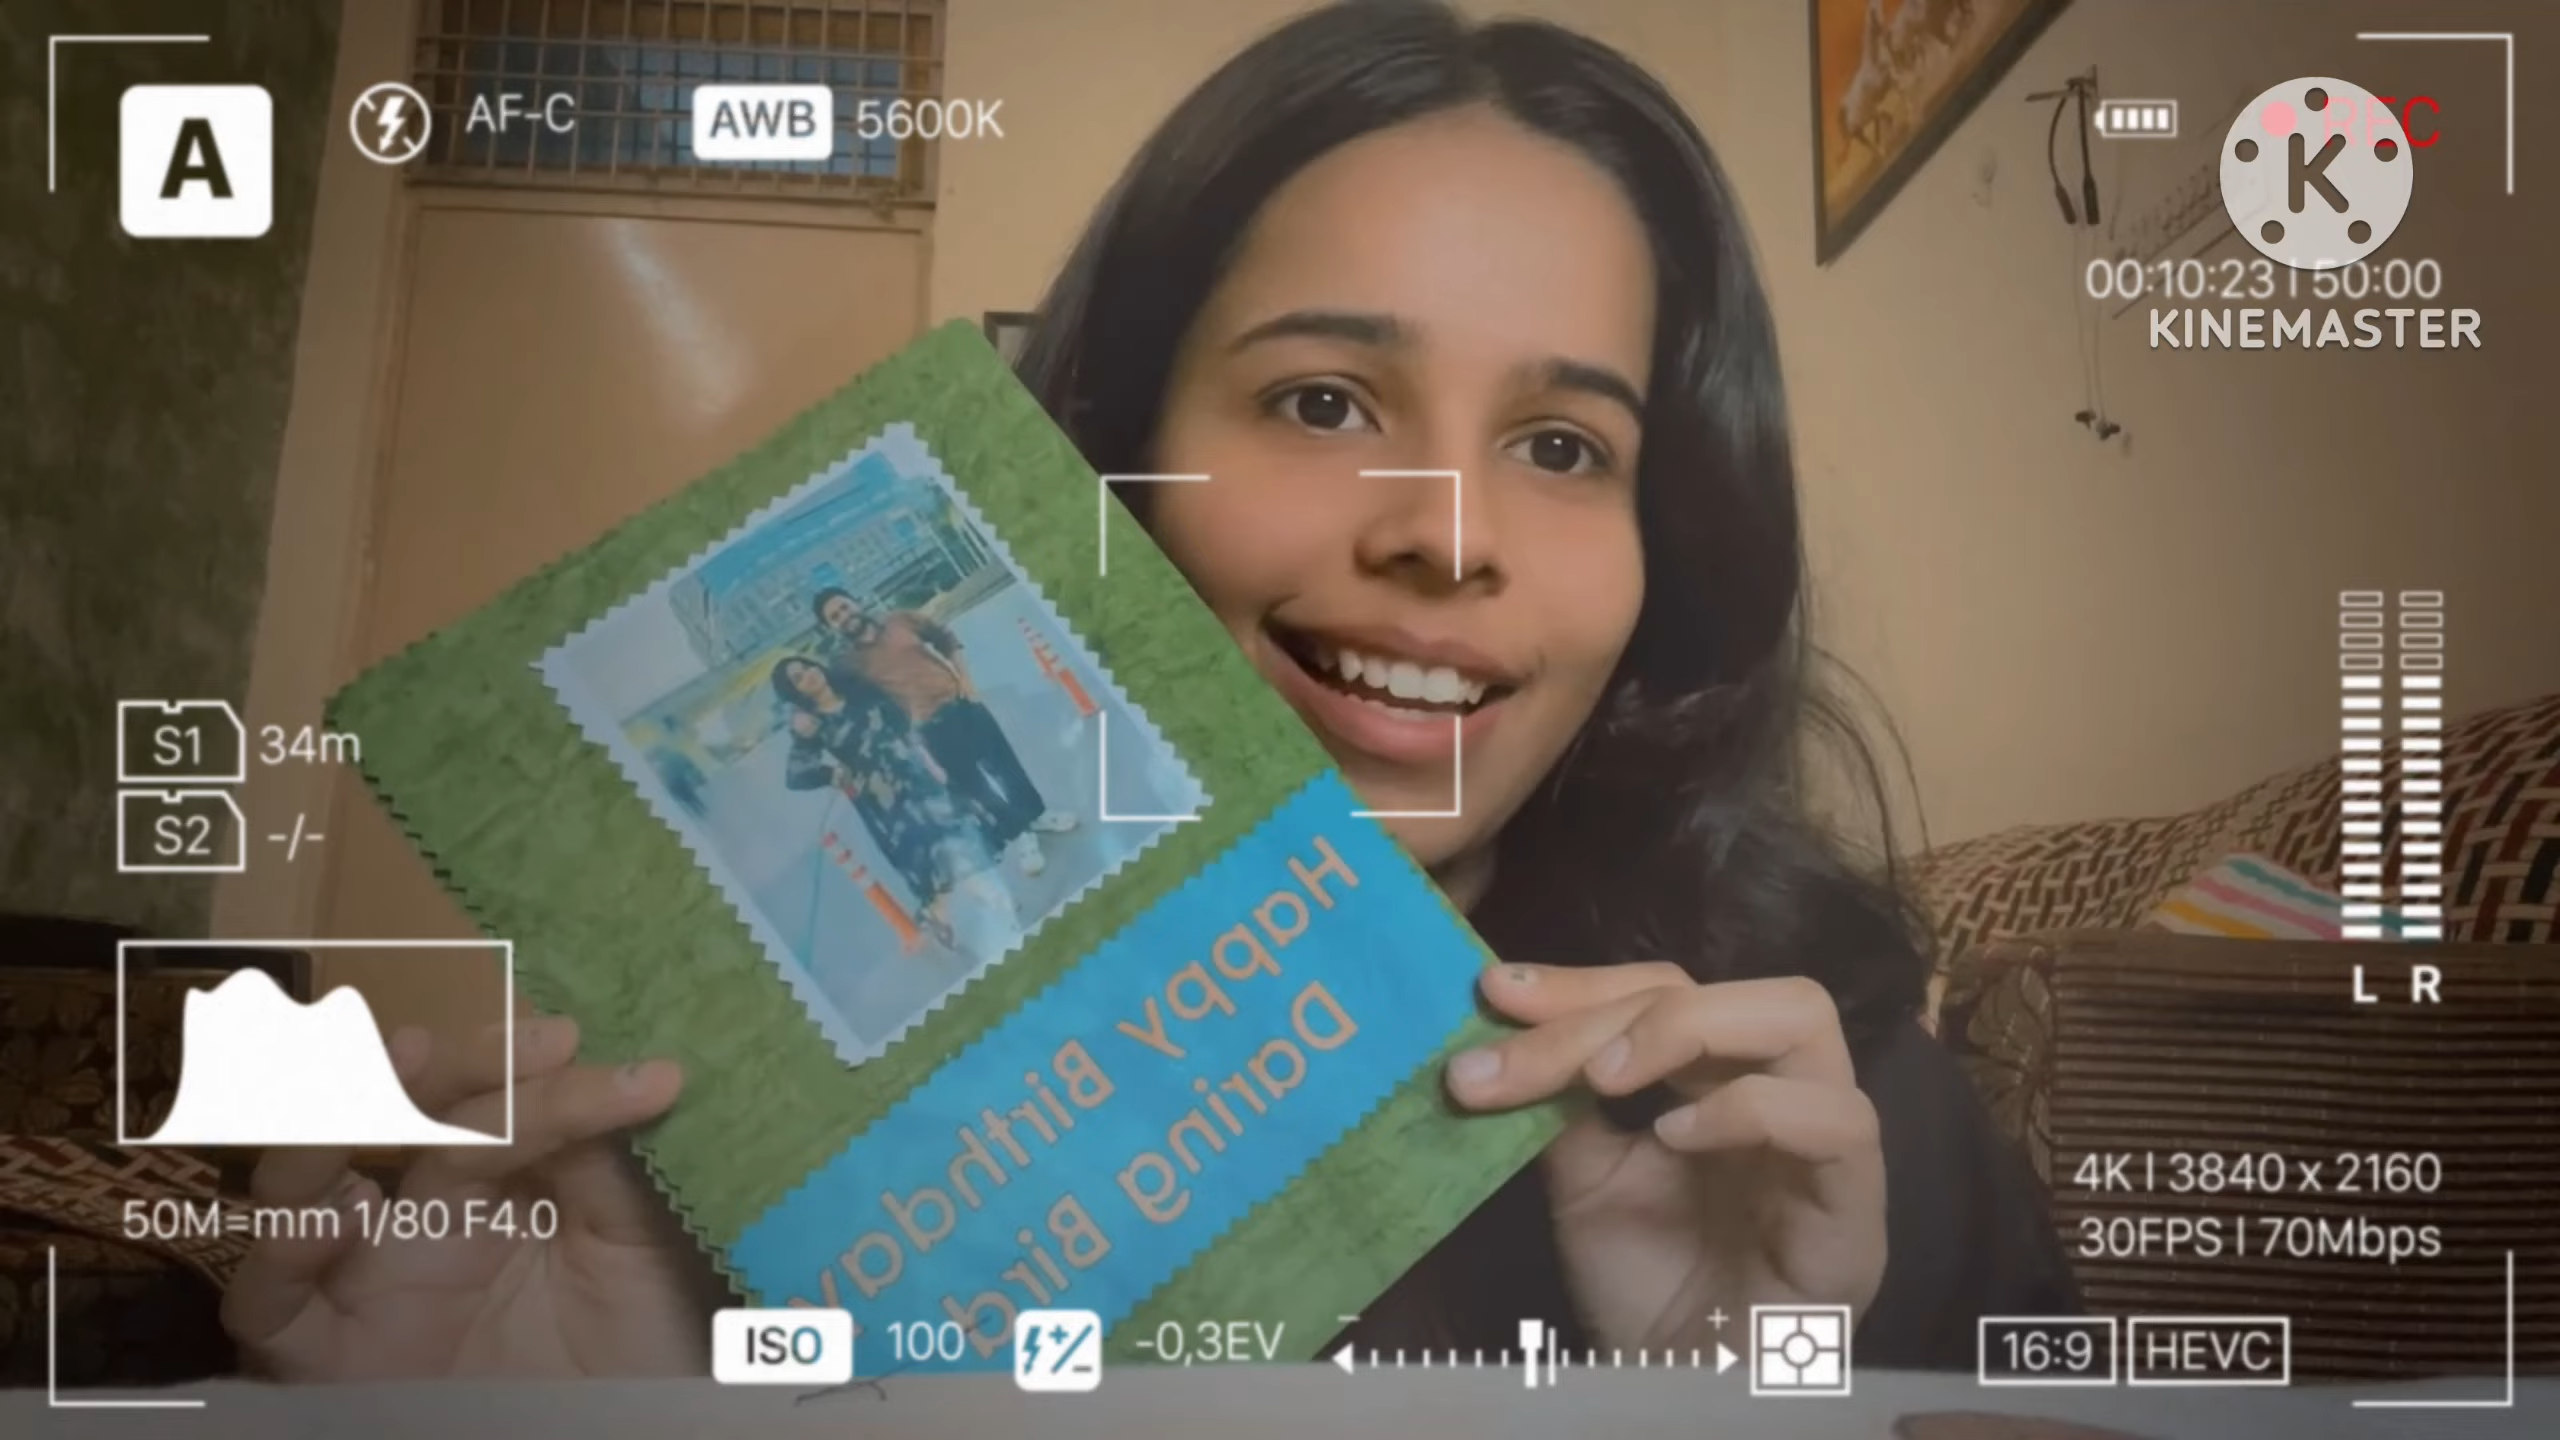 A
AF-C
AWB 5600K
REC
K
00:10:23 | 50:00
KINEMASTER
S1 34m
S2 -/-
Happy Birthday
Daring Bird
L R
50M=mm 1/80 F4.0
4K | 3840 x 2160
30FPS | 70Mbps
ISO 100 -0,3EV
- +
16:9 HEVC